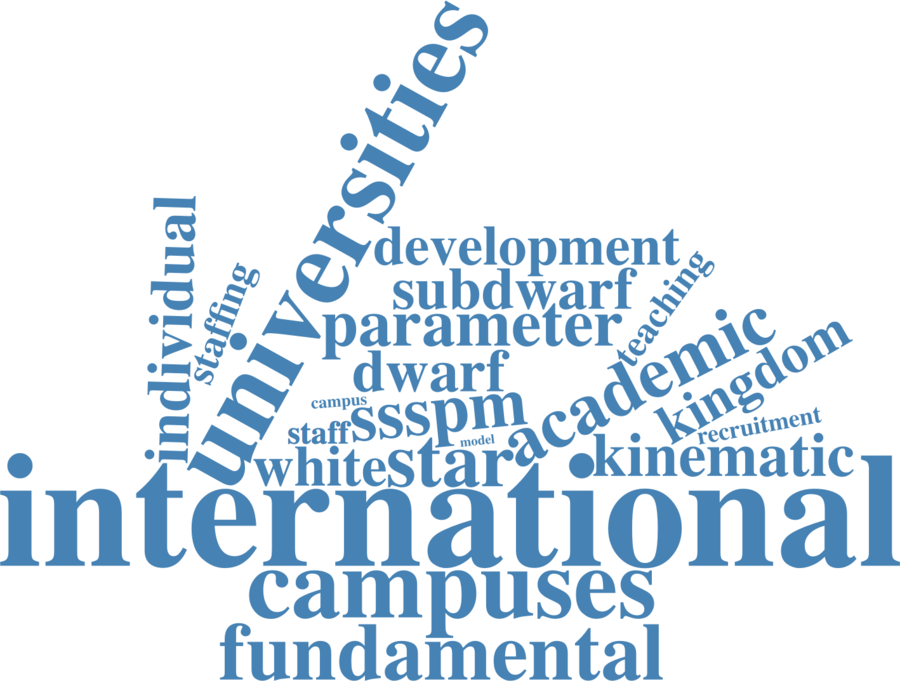 universities
individual
staffing
development
subdwarf
teaching
parameter
academic
kingdom
dwarf
campus
ssspm
recruitment
staff
model
white
star
kinematic
international
campuses
fundamental